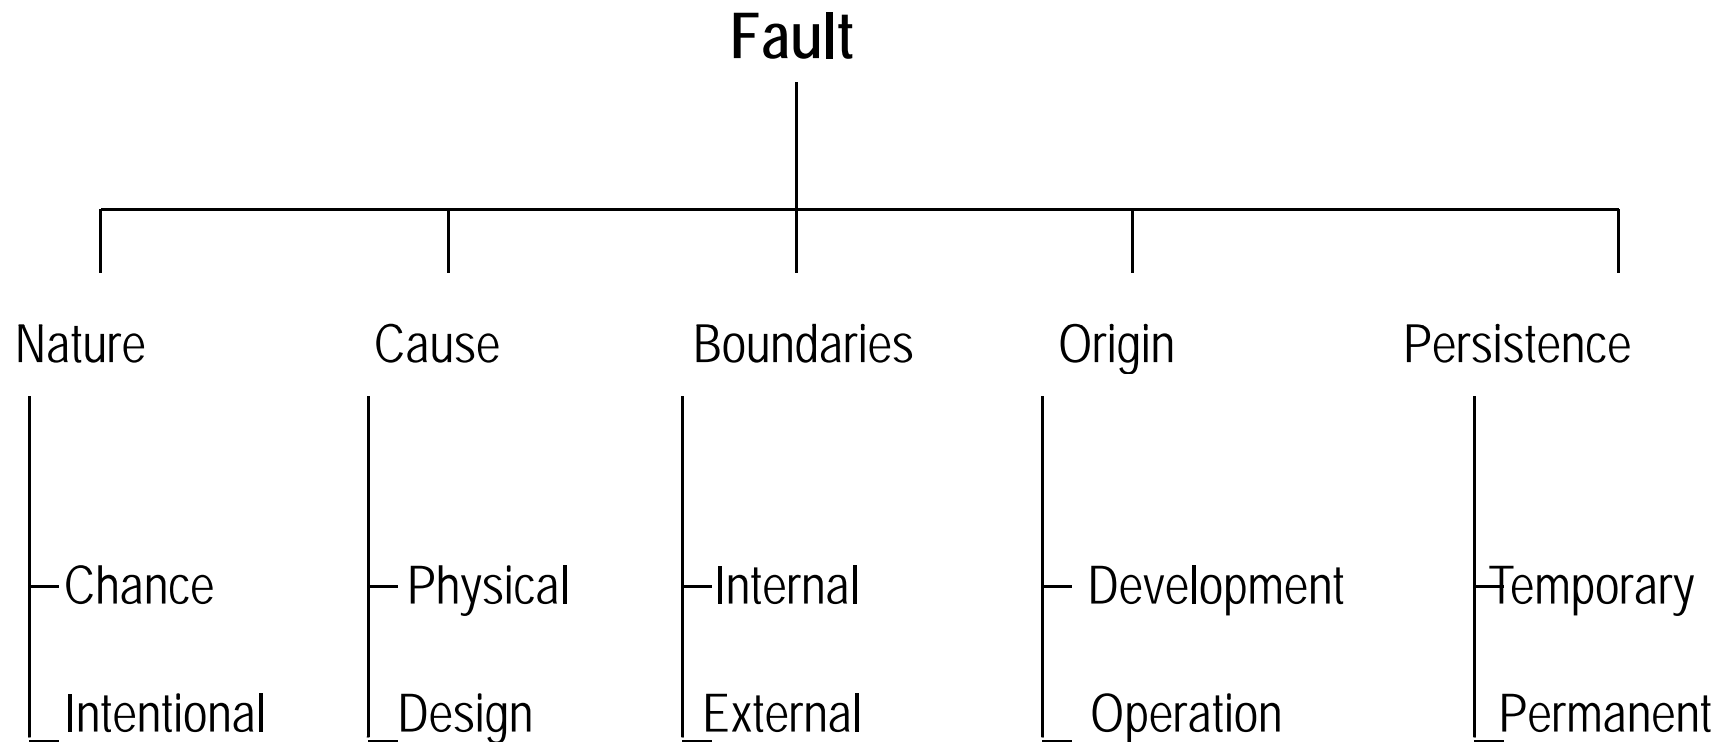 Fault
Nature Cause Boundaries Origin Persistence
Chance Physical Internal Development Temporary
Intentional Design External Operation Permanent